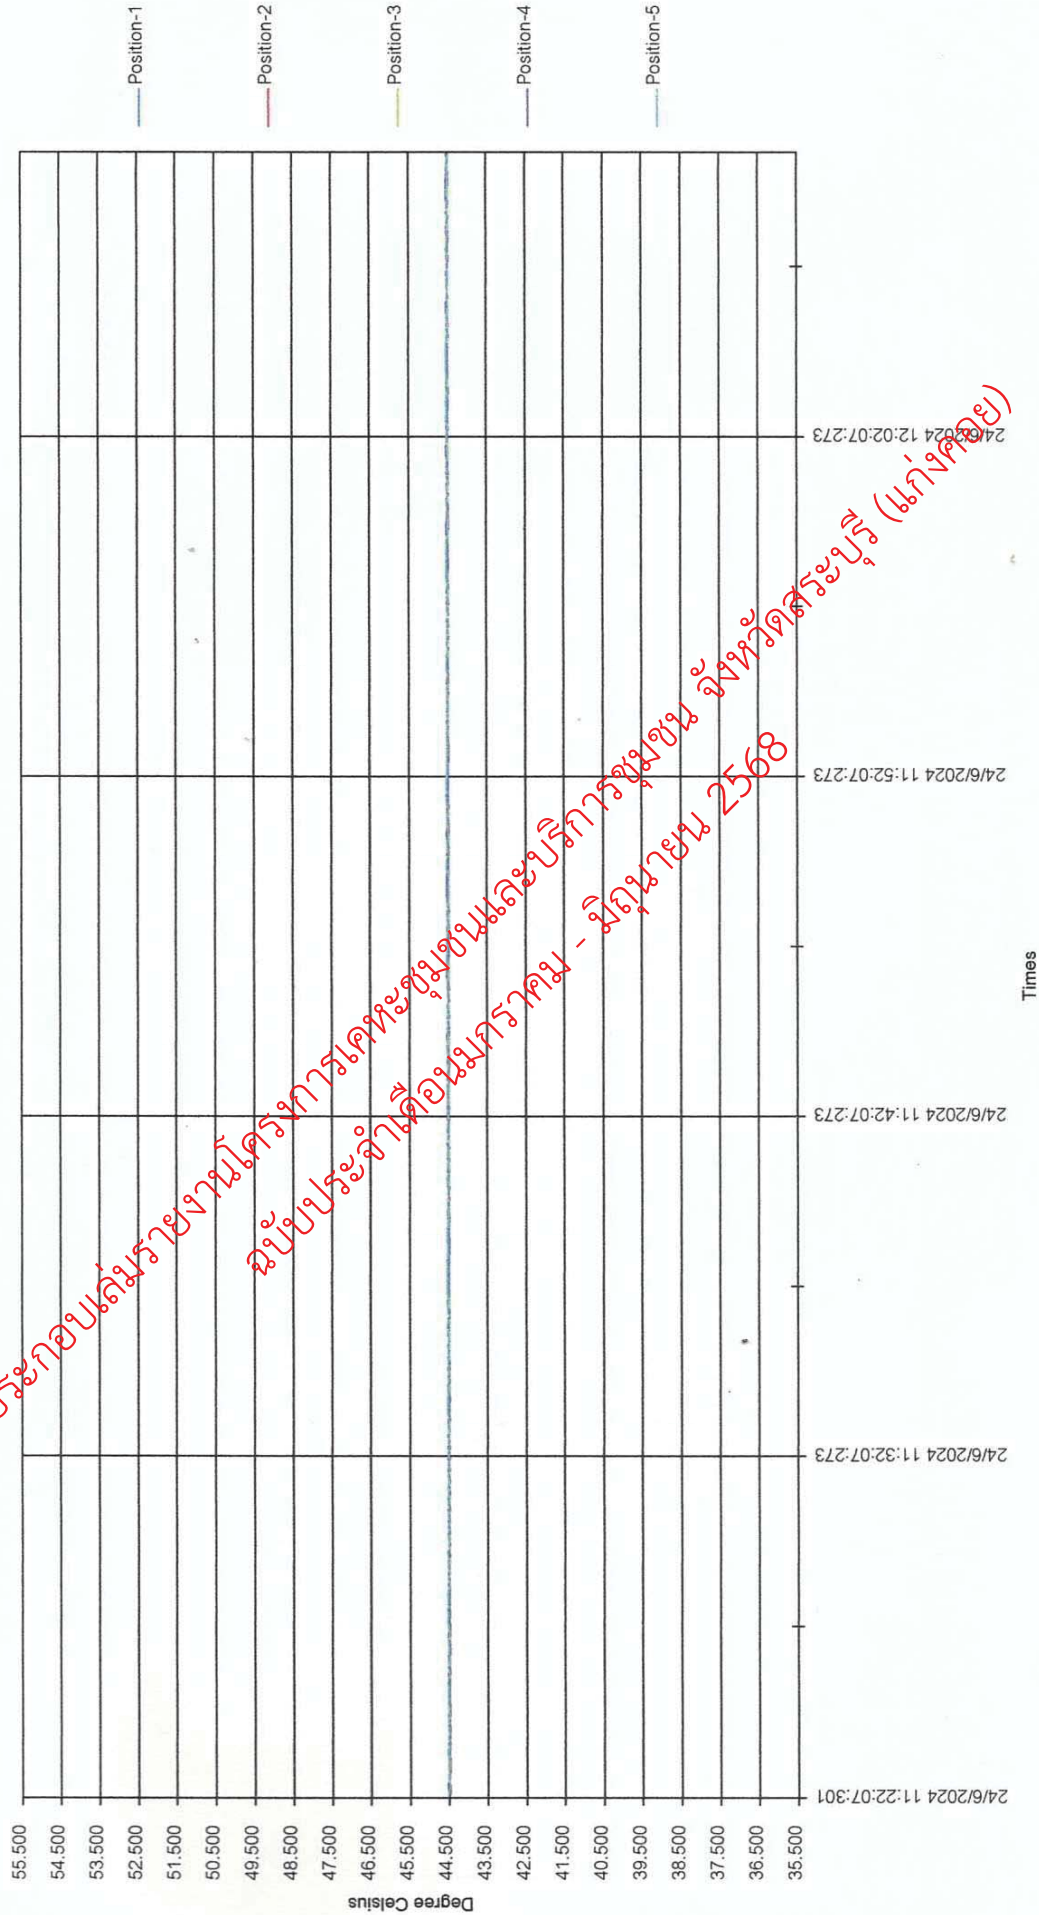 Position-1
Position-2
Position-3
Position-4
Position-5
55.500
54.500
53.500
52.500
51.500
50.500
49.500
48.500
47.500
46.500
45.500
44.500
43.500
42.500
41.500
40.500
39.500
38.500
37.500
36.500
35.500
Degree Celsius
24/6/2024 11:22:07:301
24/6/2024 11:32:07:273
24/6/2024 11:42:07:273
24/6/2024 11:52:07:273
24/6/2024 12:02:07:273
Times
ระกอบเล่มรายงานโครงการเคหะชุมชนและบริการชุมชน จังหวัดสระบุรี (แก่งคอย)
ฉบับประจำเดือนมกราคม - มิถุนายน 2568